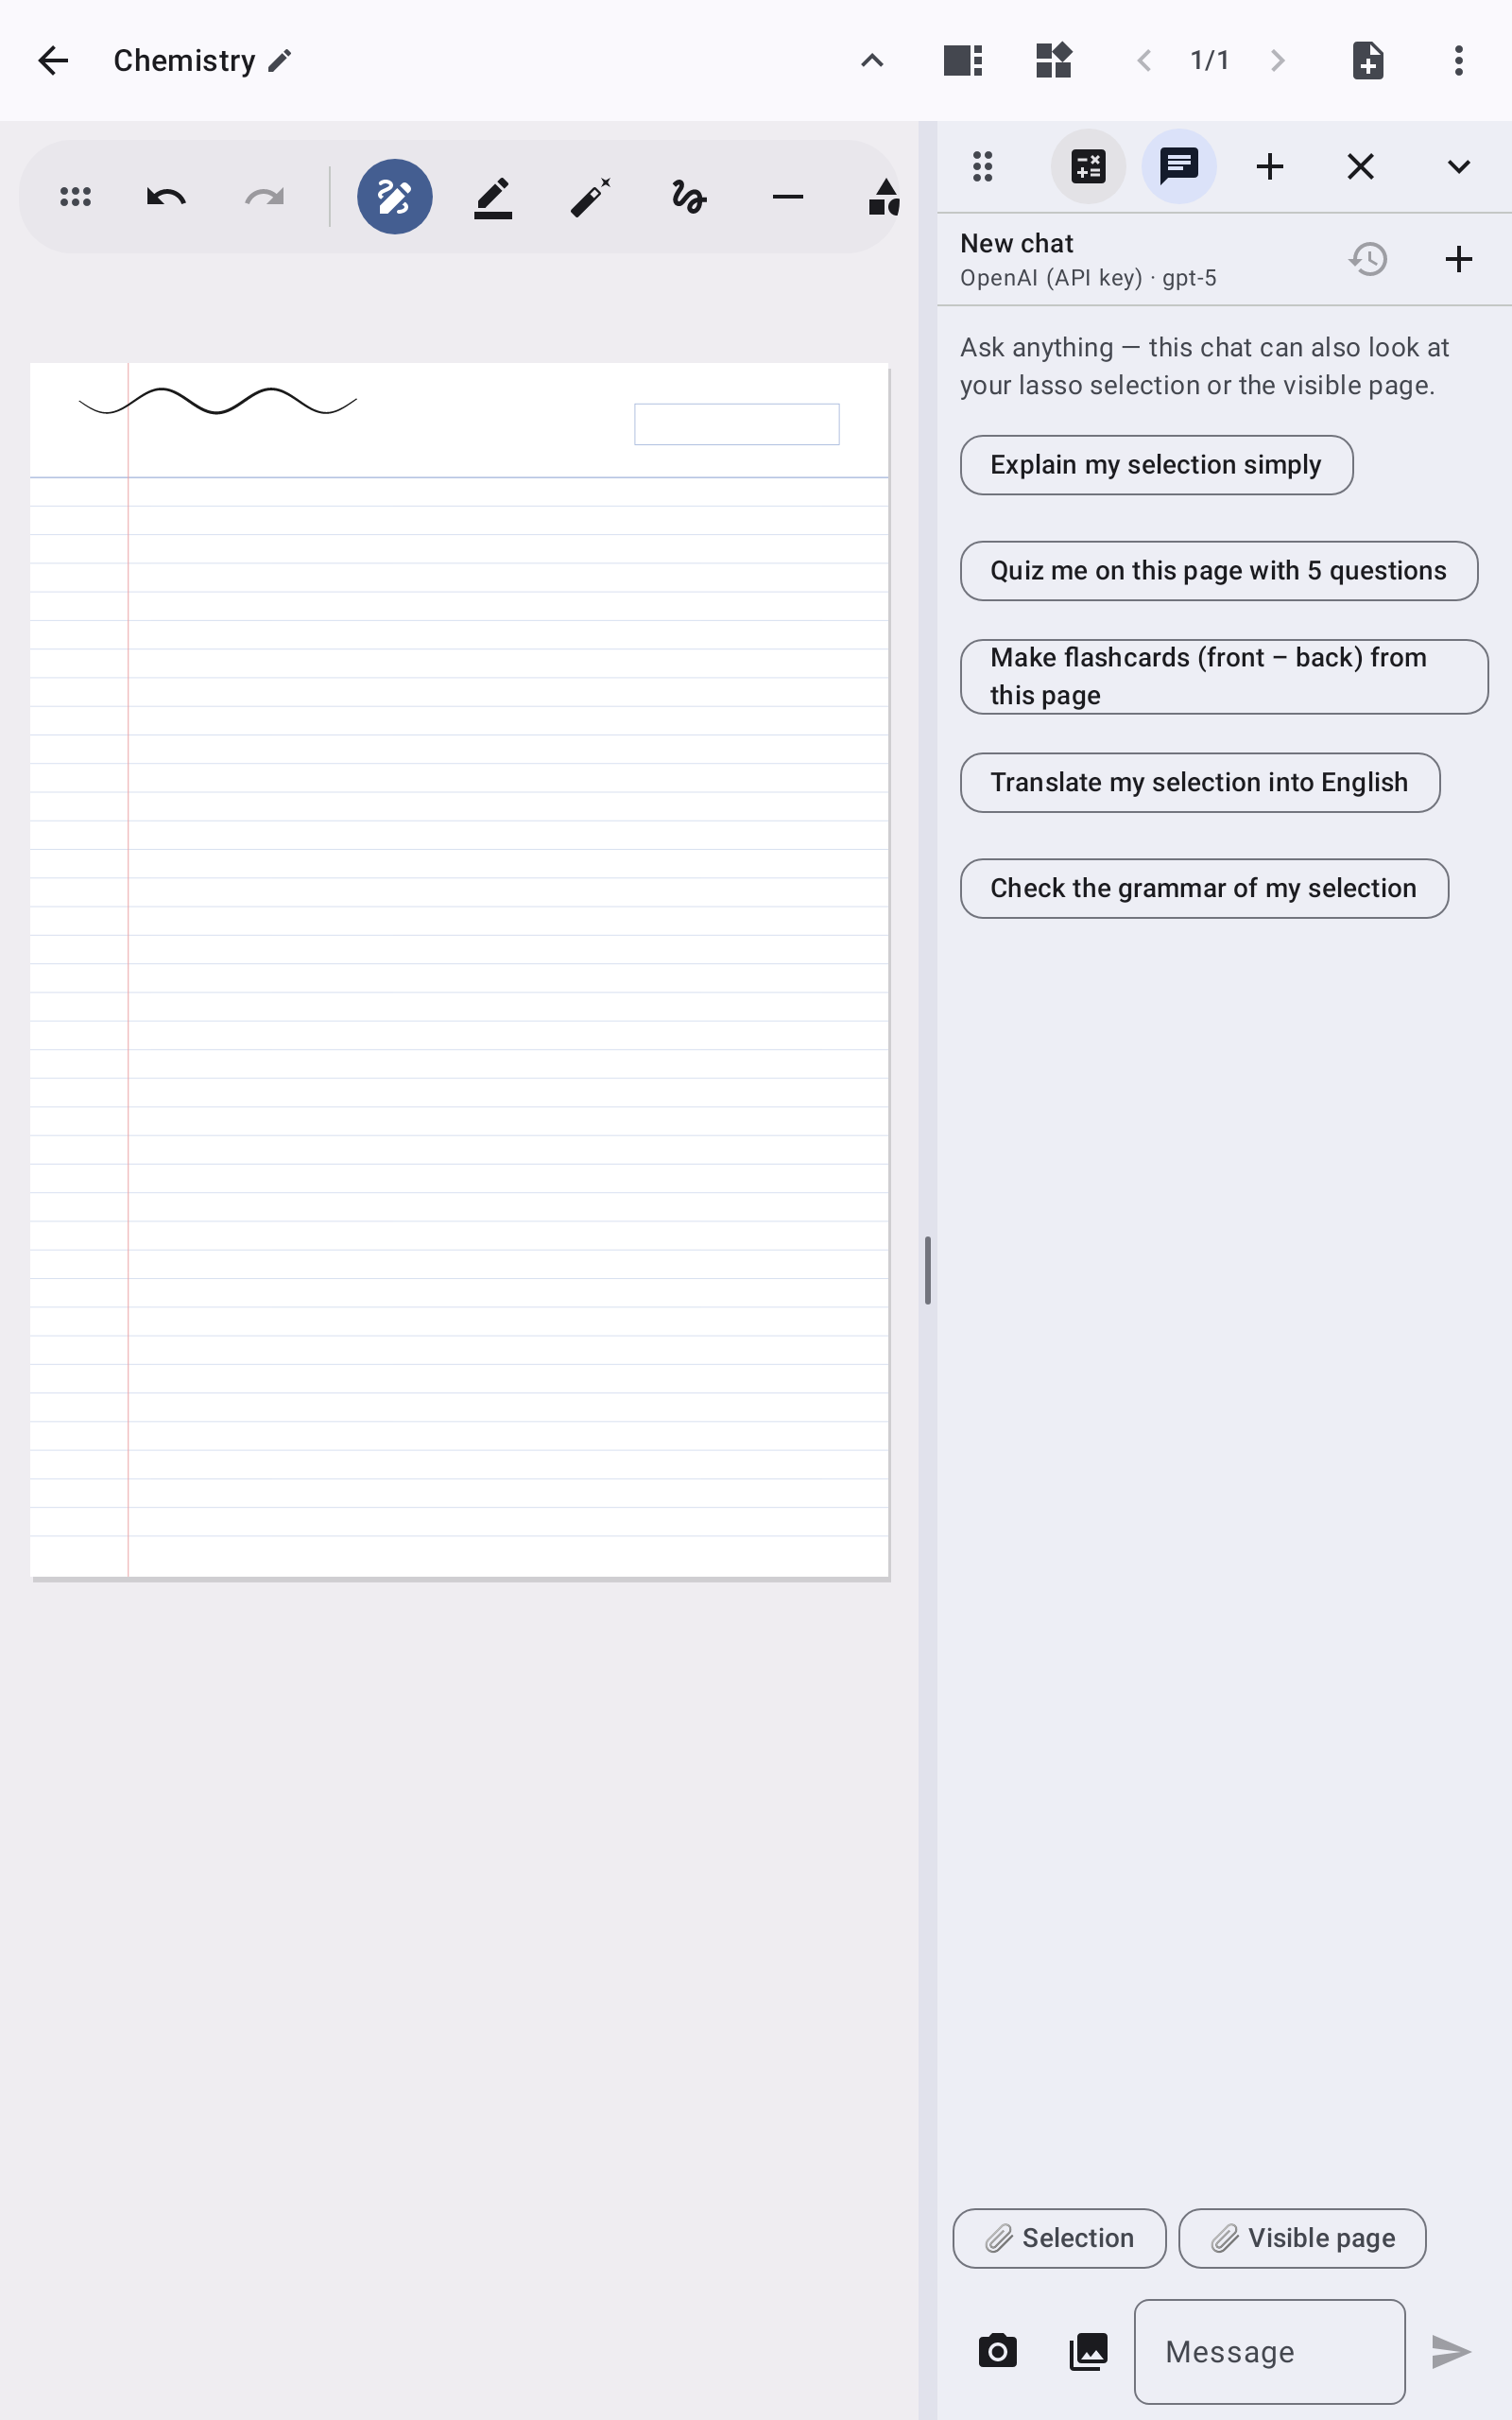 Chemistry
1/1
New chat
OpenAI (API key) · gpt-5
Ask anything — this chat can also look at
your lasso selection or the visible page.
Explain my selection simply
Quiz me on this page with 5 questions
Make flashcards (front – back) from
this page
Translate my selection into English
Check the grammar of my selection
Selection
Visible page
Message